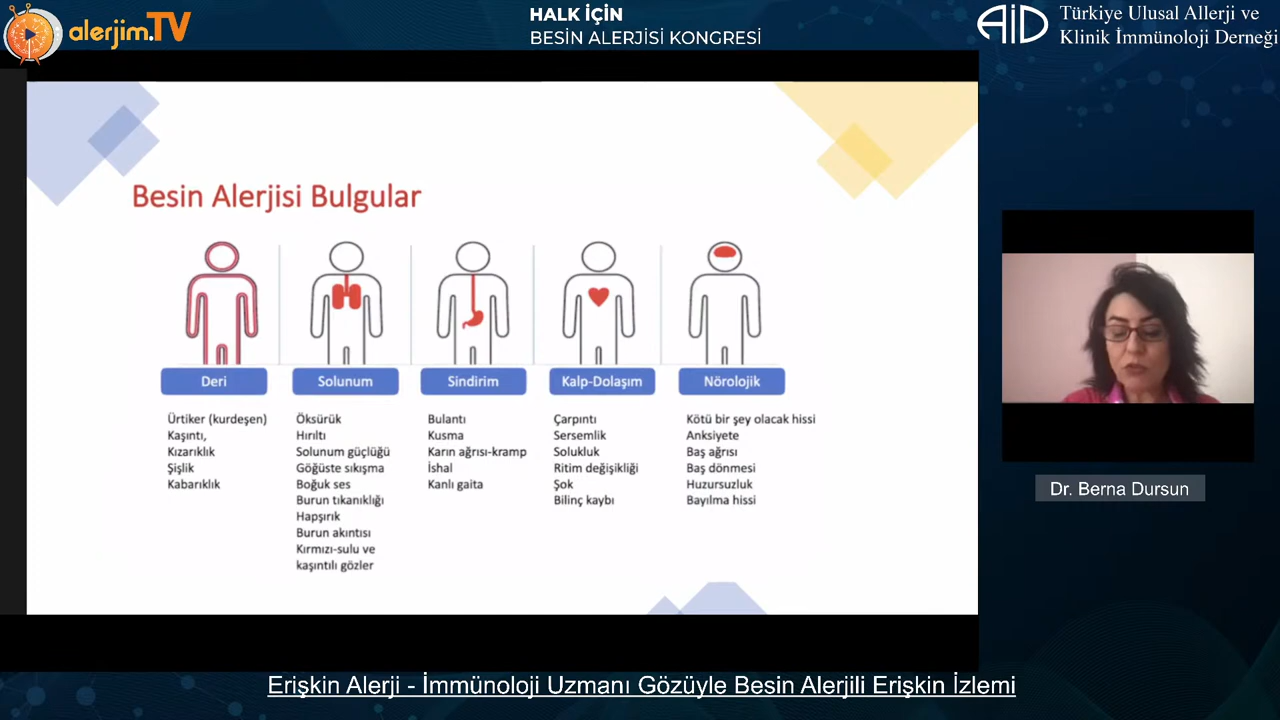 alerjim.TV
HALK İÇİN
BESİN ALERJİSİ KONGRESİ
AİD
Türkiye Ulusal Allerji ve
Klinik İmmünoloji Derneği
Besin Alerjisi Bulgular
Deri
Ürtiker (kurdeşen)
Kaşıntı,
Kızarıklık
Şişlik
Kabarıklık
Solunum
Öksürük
Hırıltı
Solunum güçlüğü
Göğüste sıkışma
Boğuk ses
Burun tıkanıklığı
Hapşırık
Burun akıntısı
Kırmızı-sulu ve
kaşıntılı gözler
Sindirim
Bulantı
Kusma
Karın ağrısı-kramp
İshal
Kanlı gaita
Kalp-Dolaşım
Çarpıntı
Sersemlik
Solukluk
Ritim değişikliği
Şok
Bilinç kaybı
Nörolojik
Kötü bir şey olacak hissi
Anksiyete
Baş ağrısı
Baş dönmesi
Huzursuzluk
Bayılma hissi
Dr. Berna Dursun
Erişkin Alerji - İmmünoloji Uzmanı Gözüyle Besin Alerjili Erişkin İzlemi